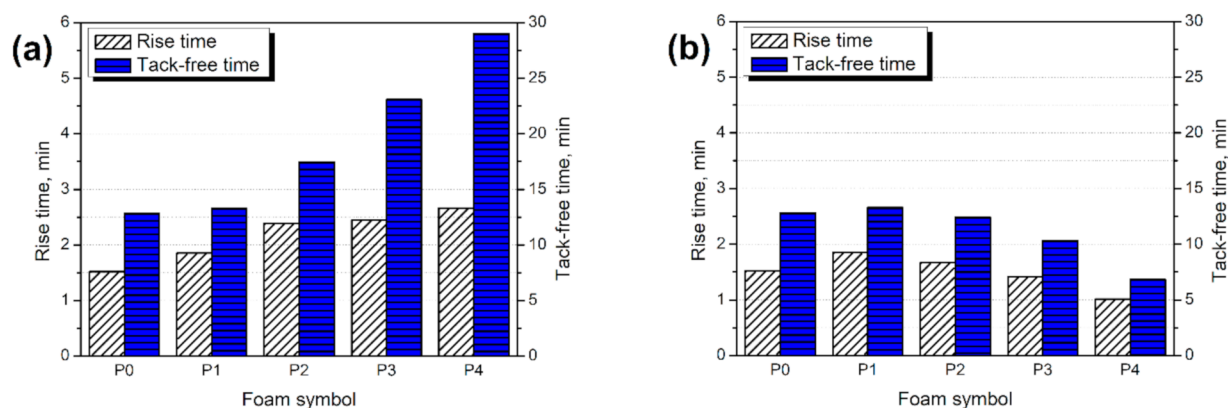 (a)
Rise time
Tack-free time
Rise time, min
6
5
4
3
2
1
0
Tack-free time, min
30
25
20
15
10
5
0
P0 P1 P2 P3 P4
Foam symbol
(b)
Rise time
Tack-free time
Rise time, min
6
5
4
3
2
1
0
Tack-free time, min
30
25
20
15
10
5
0
P0 P1 P2 P3 P4
Foam symbol